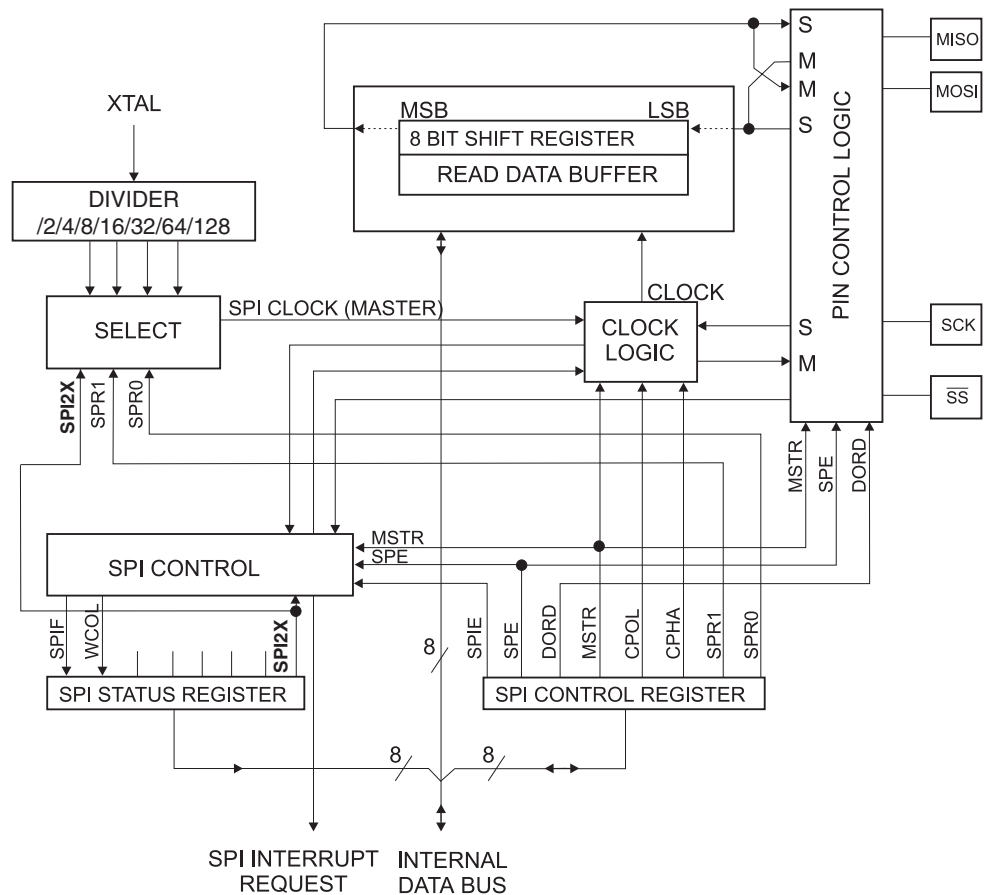 S
MISO
M
XTAL
MSB
LSB
M
MOSI
8 BIT SHIFT REGISTER
S
READ DATA BUFFER
DIVIDER
/2/4/8/16/32/64/128
PIN CONTROL LOGIC
SPI CLOCK (MASTER)
CLOCK
SELECT
CLOCK
LOGIC
S
SCK
M
SPI2X
SPR1
SPR0
SS
MSTR
SPE
DORD
MSTR
SPE
SPI CONTROL
SPIF
WCOL
SPI2X
8
SPIE
SPE
DORD
MSTR
CPOL
CPHA
SPR1
SPR0
SPI STATUS REGISTER
SPI CONTROL REGISTER
8
8
SPI INTERRUPT
REQUEST
INTERNAL
DATA BUS